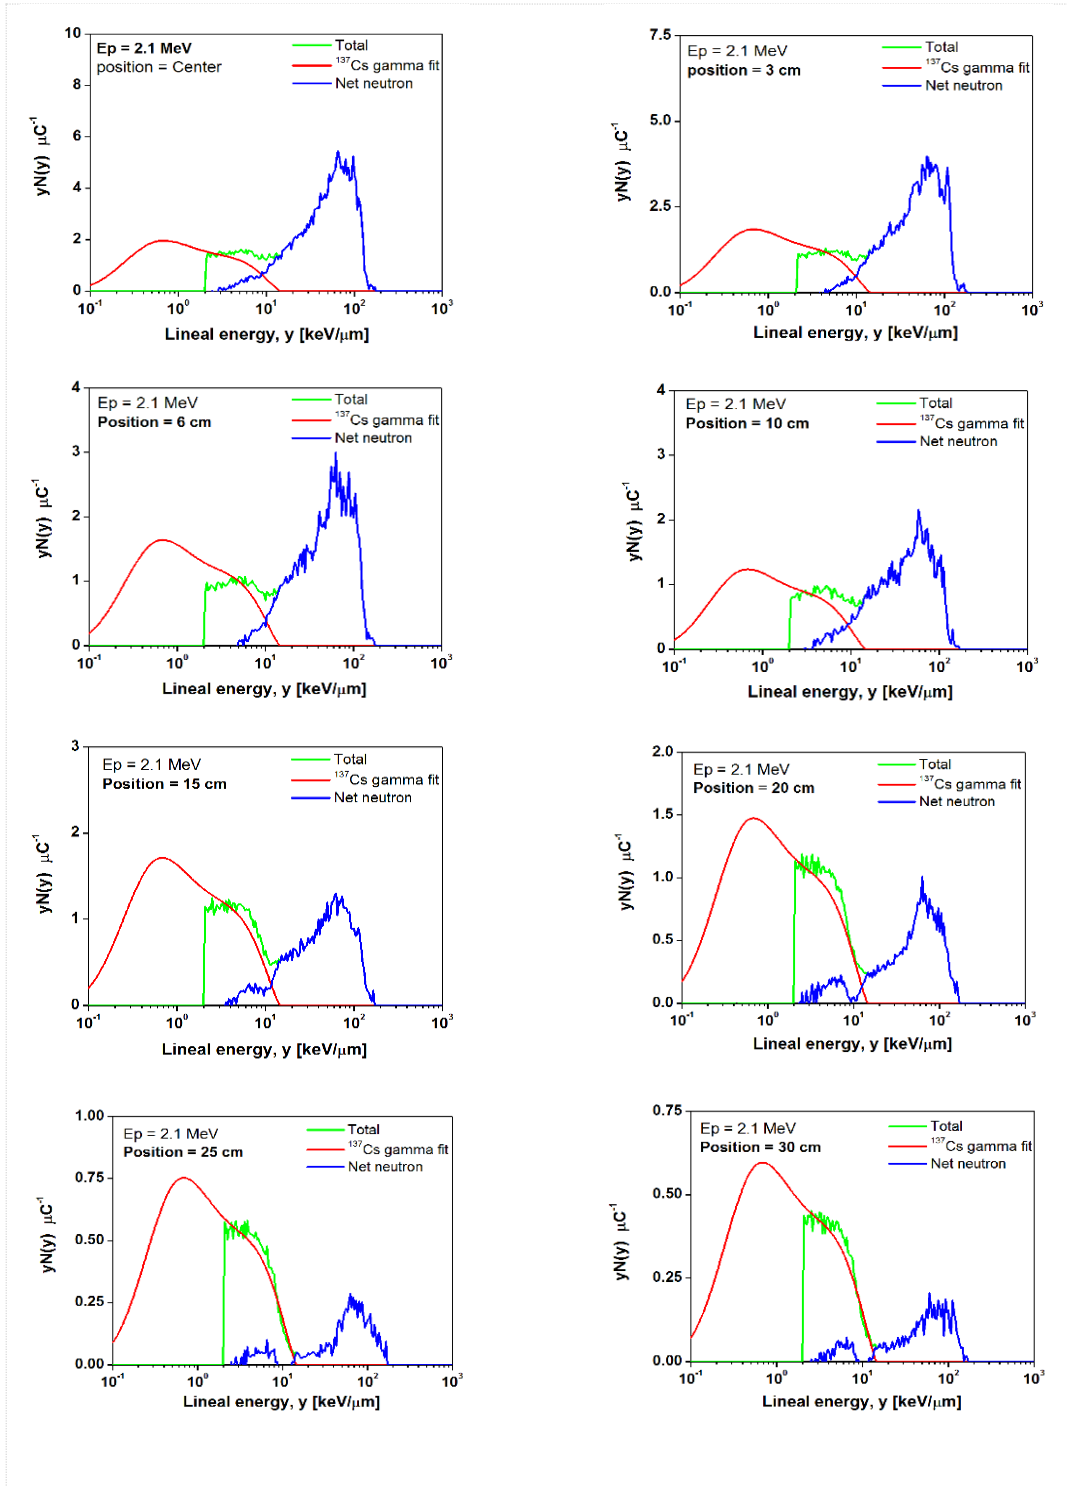 Ep = 2.1 MeV
position = Center
Total
¹³⁷Cs gamma fit
Net neutron
yN(y) μC⁻¹
10
8
6
4
2
0
10⁻¹ 10⁰ 10¹ 10² 10³
Lineal energy, y [keV/μm]
Ep = 2.1 MeV
position = 3 cm
Total
¹³⁷Cs gamma fit
Net neutron
yN(y) μC⁻¹
7.5
5.0
2.5
0.0
10⁻¹ 10⁰ 10¹ 10² 10³
Lineal energy, y [keV/μm]
Ep = 2.1 MeV
Position = 6 cm
Total
¹³⁷Cs gamma fit
Net neutron
yN(y) μC⁻¹
4
3
2
1
0
10⁻¹ 10⁰ 10¹ 10² 10³
Lineal energy, y [keV/μm]
Ep = 2.1 MeV
Position = 10 cm
Total
¹³⁷Cs gamma fit
Net neutron
yN(y) μC⁻¹
4
3
2
1
0
10⁻¹ 10⁰ 10¹ 10² 10³
Lineal energy, y [keV/μm]
Ep = 2.1 MeV
Position = 15 cm
Total
¹³⁷Cs gamma fit
Net neutron
yN(y) μC⁻¹
3
2
1
0
10⁻¹ 10⁰ 10¹ 10² 10³
Lineal energy, y [keV/μm]
Ep = 2.1 MeV
Position = 20 cm
Total
¹³⁷Cs gamma fit
Net neutron
yN(y) μC⁻¹
2.0
1.5
1.0
0.5
0.0
10⁻¹ 10⁰ 10¹ 10² 10³
Lineal energy, y [keV/μm]
Ep = 2.1 MeV
Position = 25 cm
Total
¹³⁷Cs gamma fit
Net neutron
yN(y) μC⁻¹
1.00
0.75
0.50
0.25
0.00
10⁻¹ 10⁰ 10¹ 10² 10³
Lineal energy, y [keV/μm]
Ep = 2.1 MeV
Position = 30 cm
Total
¹³⁷Cs gamma fit
Net neutron
yN(y) μC⁻¹
0.75
0.50
0.25
0.00
10⁻¹ 10⁰ 10¹ 10² 10³
Lineal energy, y [keV/μm]